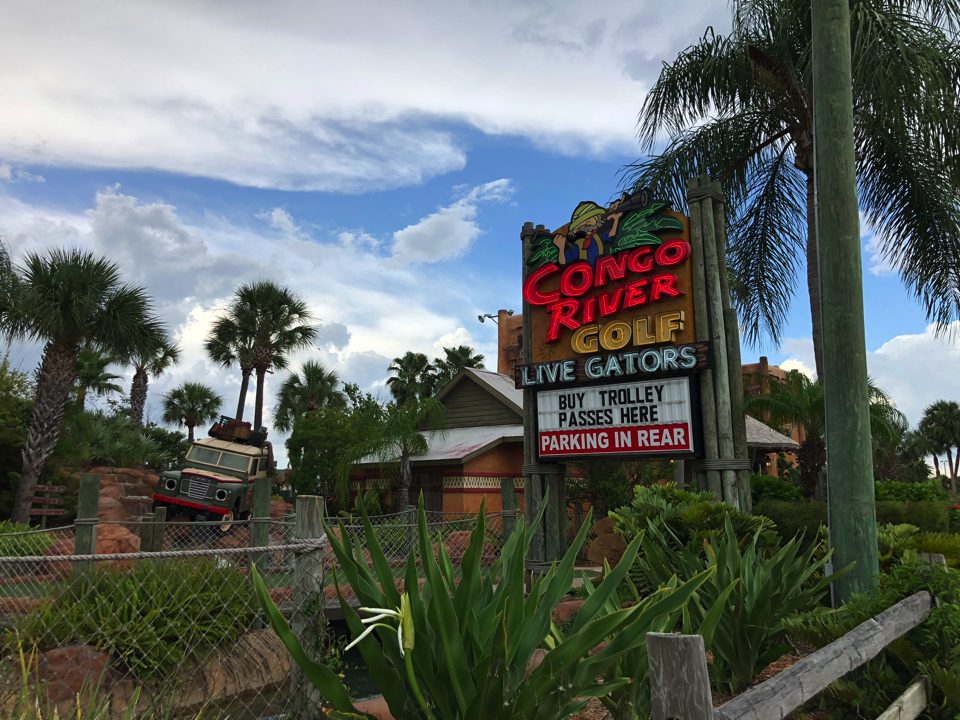 CONGO
RIVER
GOLF
LIVE GATORS
BUY TROLLEY
PASSES HERE
PARKING IN REAR